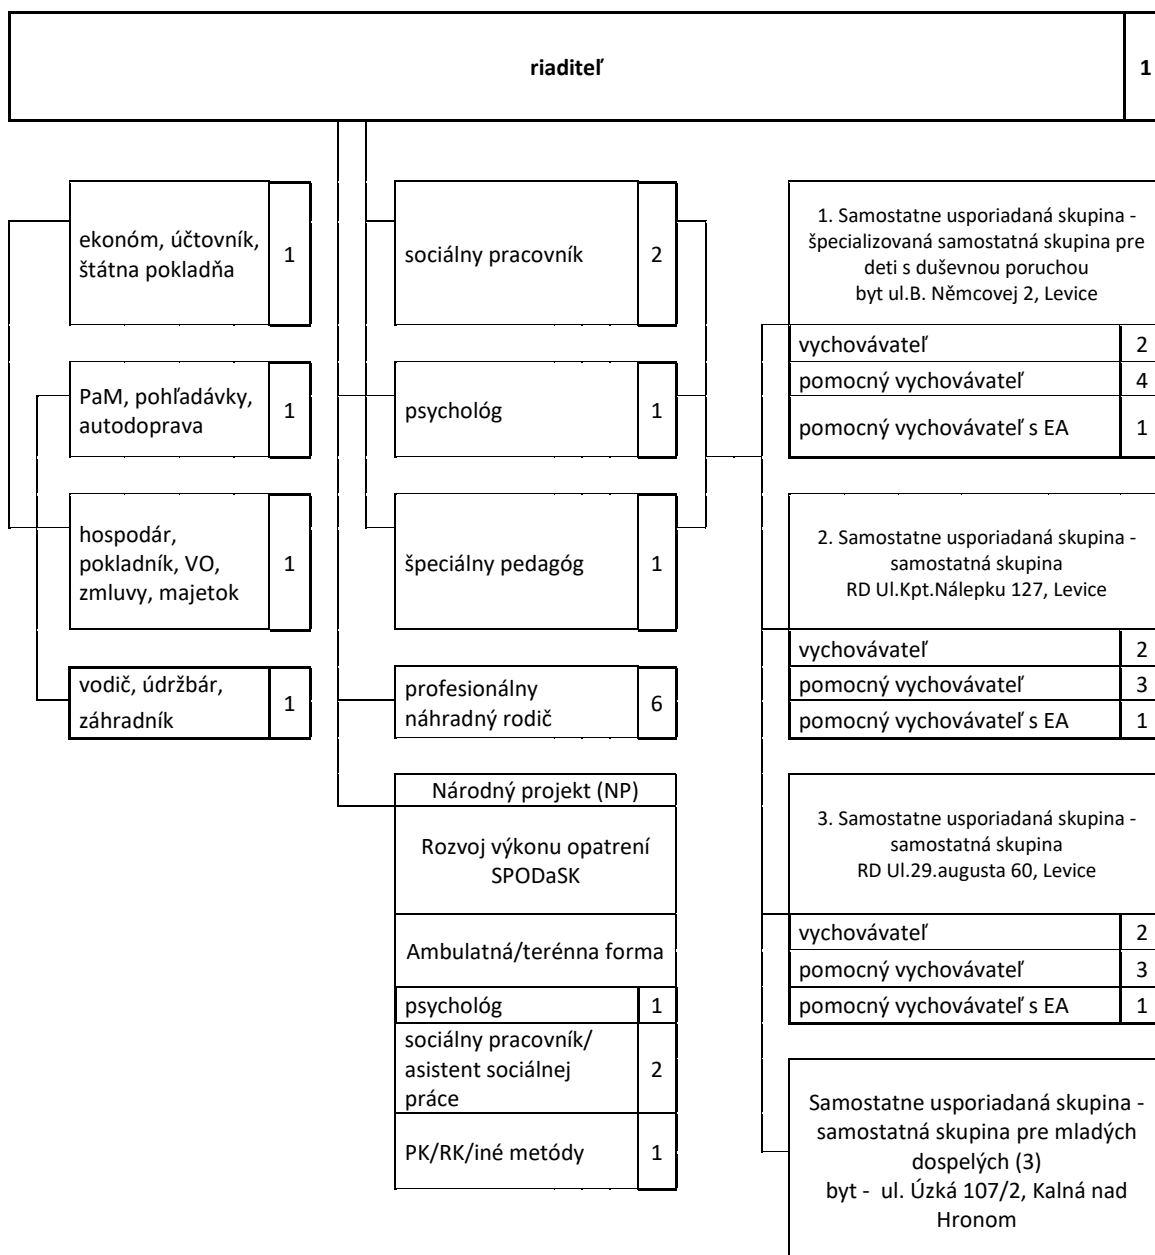 riaditeľ 1
ekonóm, účtovník,
štátna pokladňa
1
PaM, pohľadávky,
autodoprava
1
hospodár,
pokladník, VO,
zmluvy, majetok
1
vodič, údržbár,
záhradník
1
sociálny pracovník 2
psychológ 1
špeciálny pedagóg 1
profesionálny
náhradný rodič
6
Národný projekt (NP)
Rozvoj výkonu opatrení
SPODaSK
Ambulatná/terénna forma
psychológ 1
sociálny pracovník/
asistent sociálnej
práce
2
PK/RK/iné metódy 1
1. Samostatne usporiadaná skupina -
špecializovaná samostatná skupina pre
deti s duševnou poruchou
byt ul.B. Němcovej 2, Levice
vychovávateľ 2
pomocný vychovávateľ 4
pomocný vychovávateľ s EA 1
2. Samostatne usporiadaná skupina -
samostatná skupina
RD Ul.Kpt.Nálepku 127, Levice
vychovávateľ 2
pomocný vychovávateľ 3
pomocný vychovávateľ s EA 1
3. Samostatne usporiadaná skupina -
samostatná skupina
RD Ul.29.augusta 60, Levice
vychovávateľ 2
pomocný vychovávateľ 3
pomocný vychovávateľ s EA 1
Samostatne usporiadaná skupina -
samostatná skupina pre mladých
dospelých (3)
byt - ul. Úzká 107/2, Kalná nad
Hronom